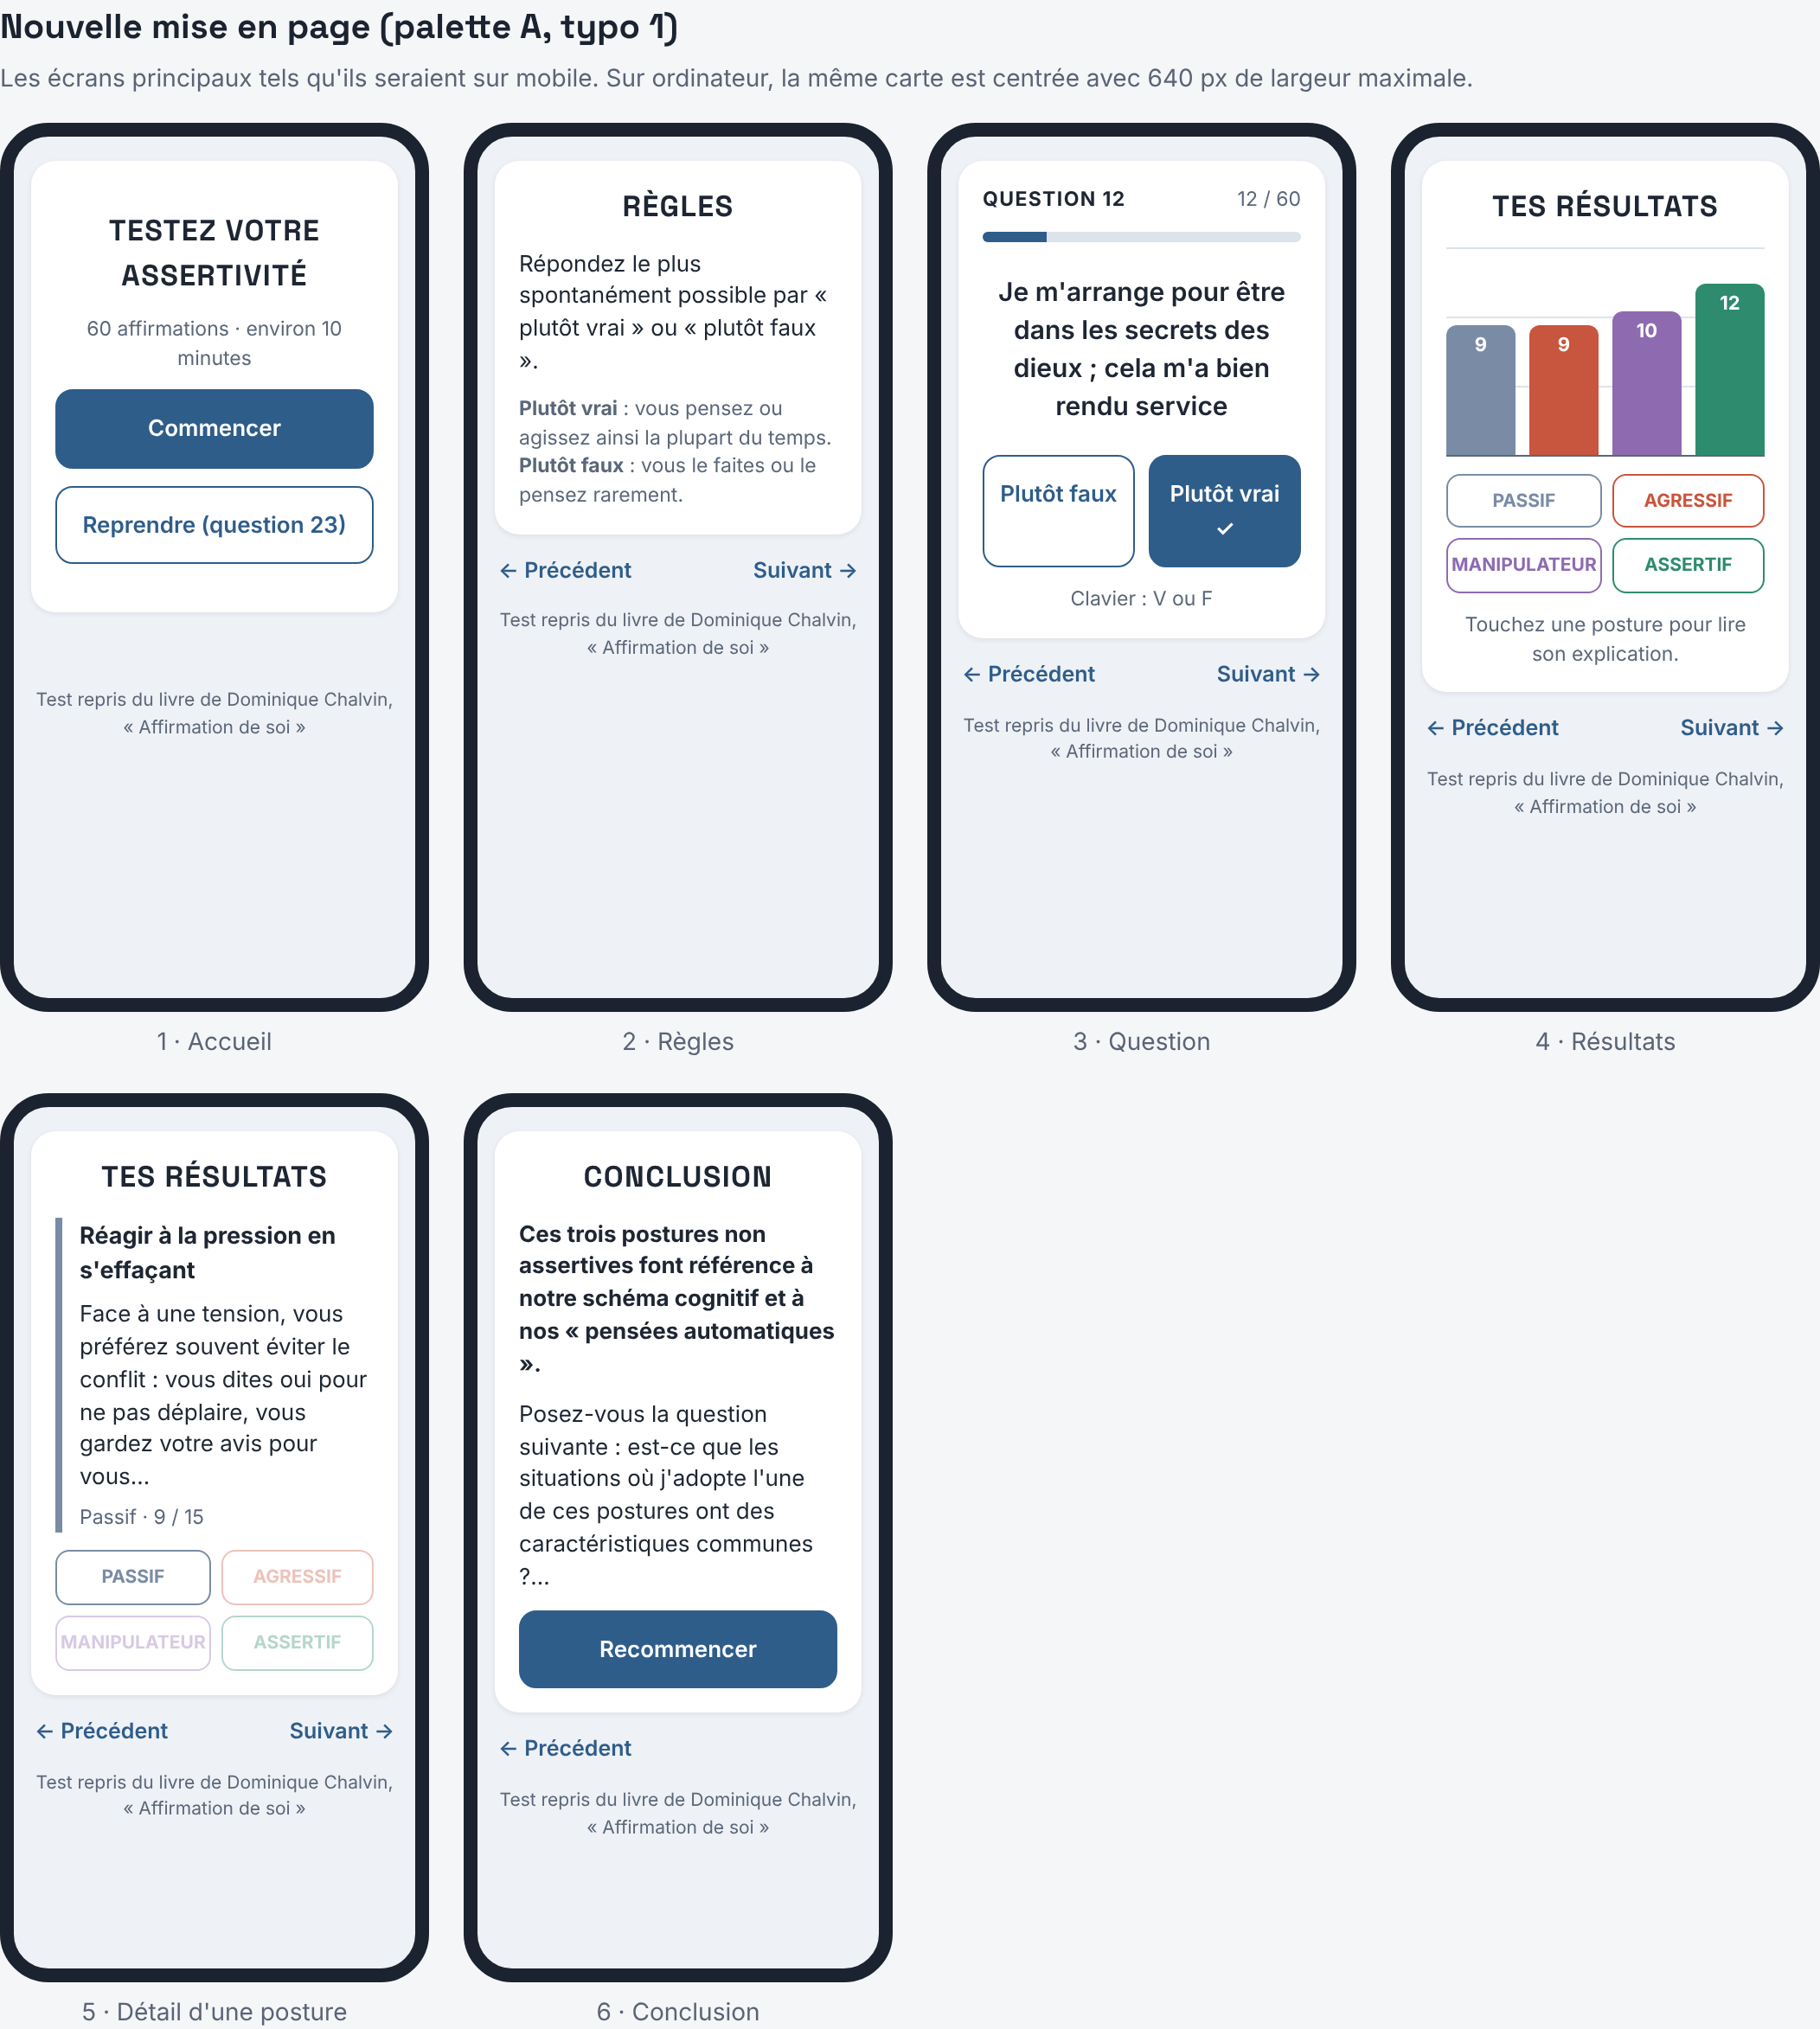 Nouvelle mise en page (palette A, typo 1)
Les écrans principaux tels qu'ils seraient sur mobile. Sur ordinateur, la même carte est centrée avec 640 px de largeur maximale.
TESTEZ VOTRE
ASSERTIVITÉ
60 affirmations · environ 10
minutes
Commencer
Reprendre (question 23)
Test repris du livre de Dominique Chalvin,
« Affirmation de soi »
1 · Accueil
RÈGLES
Répondez le plus
spontanément possible par «
plutôt vrai » ou « plutôt faux
».
Plutôt vrai : vous pensez ou
agissez ainsi la plupart du temps.
Plutôt faux : vous le faites ou le
pensez rarement.
← Précédent Suivant →
Test repris du livre de Dominique Chalvin,
« Affirmation de soi »
2 · Règles
QUESTION 12 12 / 60
Je m'arrange pour être
dans les secrets des
dieux ; cela m'a bien
rendu service
Plutôt faux Plutôt vrai
✓
Clavier : V ou F
← Précédent Suivant →
Test repris du livre de Dominique Chalvin,
« Affirmation de soi »
3 · Question
TES RÉSULTATS
9 9 10 12
PASSIF AGRESSIF
MANIPULATEUR ASSERTIF
Touchez une posture pour lire
son explication.
← Précédent Suivant →
Test repris du livre de Dominique Chalvin,
« Affirmation de soi »
4 · Résultats
TES RÉSULTATS
Réagir à la pression en
s'effaçant
Face à une tension, vous
préférez souvent éviter le
conflit : vous dites oui pour
ne pas déplaire, vous
gardez votre avis pour
vous...
Passif · 9 / 15
PASSIF AGRESSIF
MANIPULATEUR ASSERTIF
← Précédent Suivant →
Test repris du livre de Dominique Chalvin,
« Affirmation de soi »
5 · Détail d'une posture
CONCLUSION
Ces trois postures non
assertives font référence à
notre schéma cognitif et à
nos « pensées automatiques
».
Posez-vous la question
suivante : est-ce que les
situations où j'adopte l'une
de ces postures ont des
caractéristiques communes
?...
Recommencer
← Précédent
Test repris du livre de Dominique Chalvin,
« Affirmation de soi »
6 · Conclusion